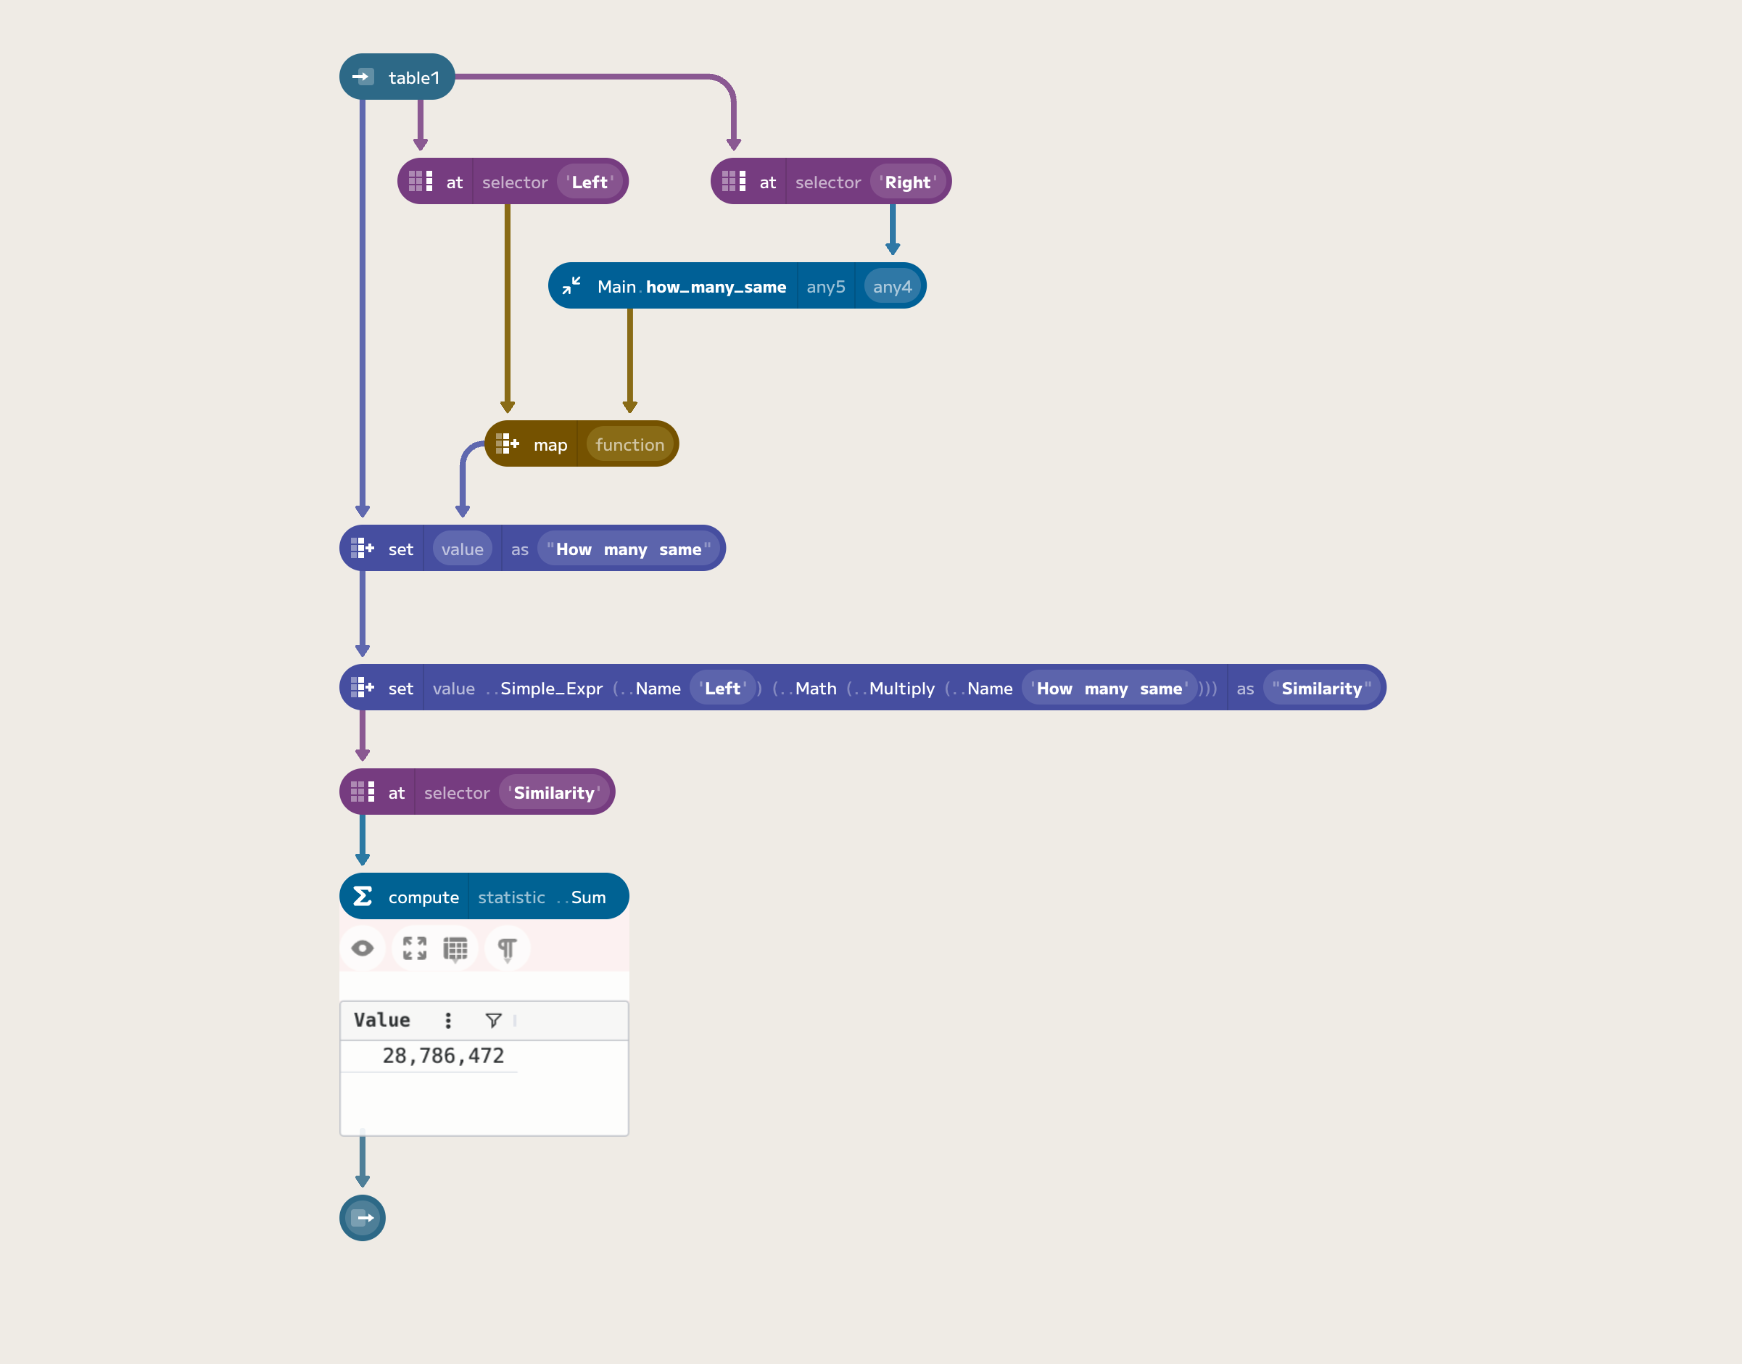 table1
at selector 'Left' at selector 'Right'
Main.how_many_same any5 any4
map function
set value as "How many same"
set value ..Simple_Expr (..Name 'Left') (..Math (..Multiply (..Name 'How many same'))) as "Similarity"
at selector 'Similarity'
Σ compute statistic ..Sum
Value
28,786,472